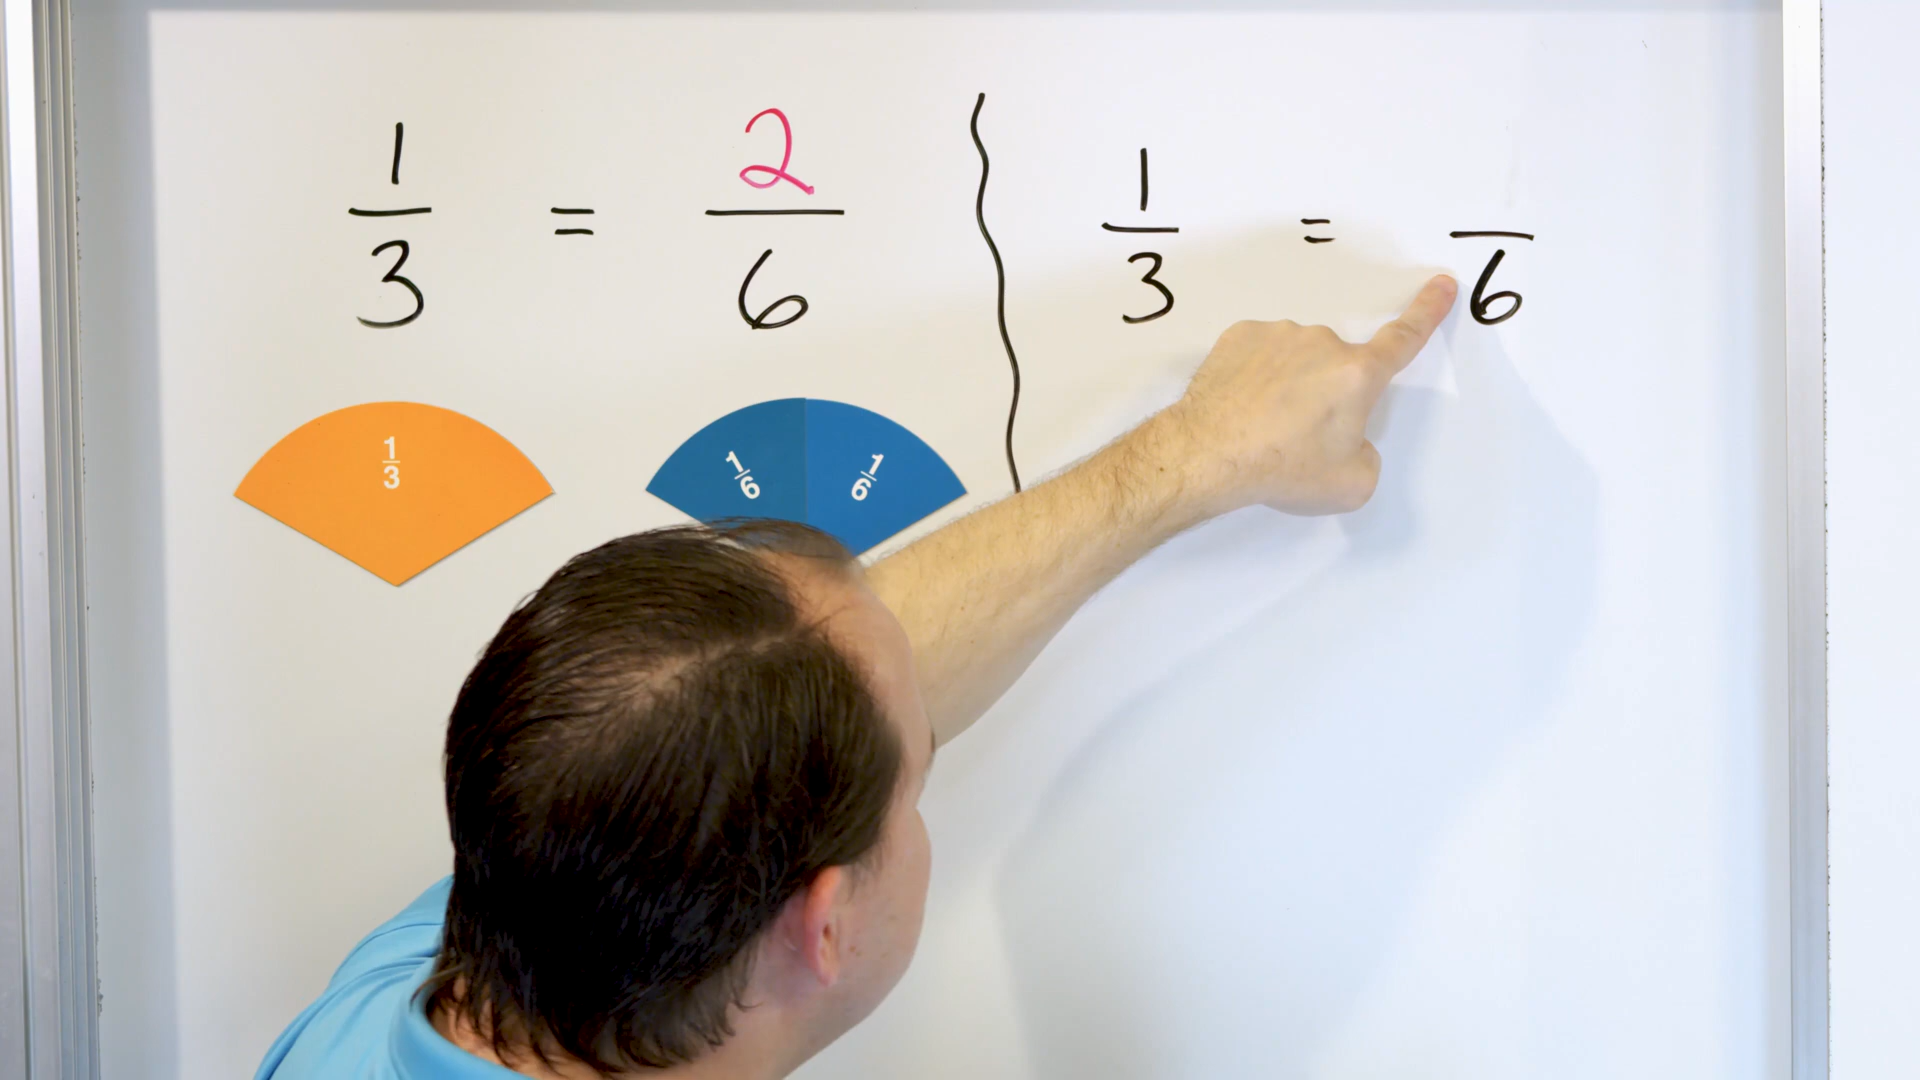 1/3 = 2/6
1/3 = /6
1/3
1/6 1/6